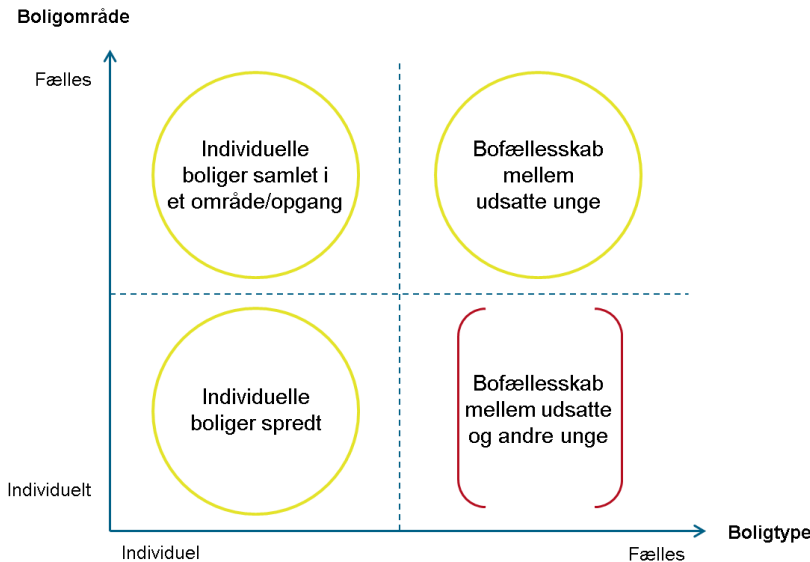 Boligområde
Fælles
Individuelle
boliger samlet i
et område/opgang
Bofællesskab
mellem
udsatte unge
Individuelle
boliger spredt
Bofællesskab
mellem udsatte
og andre unge
Individuelt
Boligtype
Individuel
Fælles